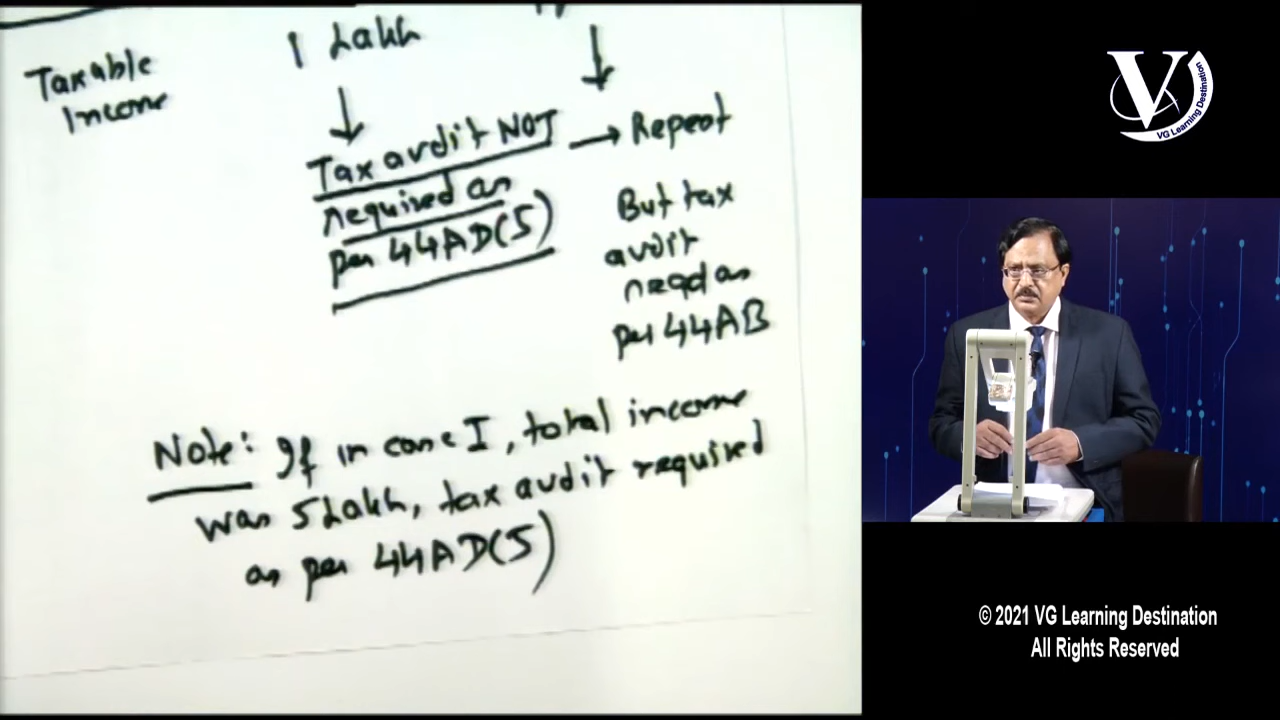 1 Lakh
Taxable
Income
Tax audit NOT
required as
per 44AD(5)
→ Repeat
But tax
audit
reqd as
per 44AB
Note: If in case I, total income
was 5 Lakh, tax audit required
as per 44AD(5)
V
VG Learning Destination
© 2021 VG Learning Destination
All Rights Reserved